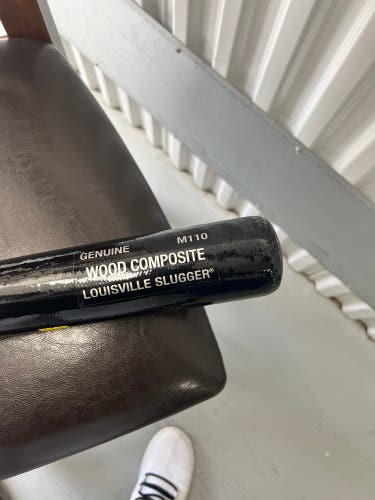 GENUINE M110
WOOD COMPOSITE
LOUISVILLE SLUGGER®